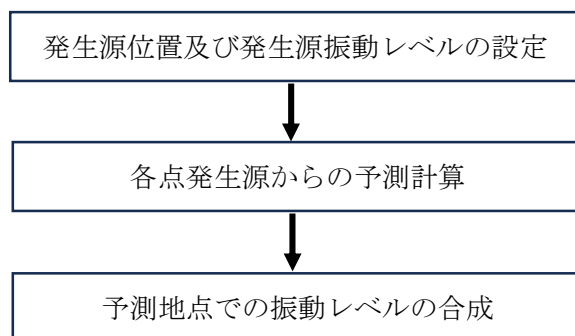 発生源位置及び発生源振動レベルの設定
各点発生源からの予測計算
予測地点での振動レベルの合成